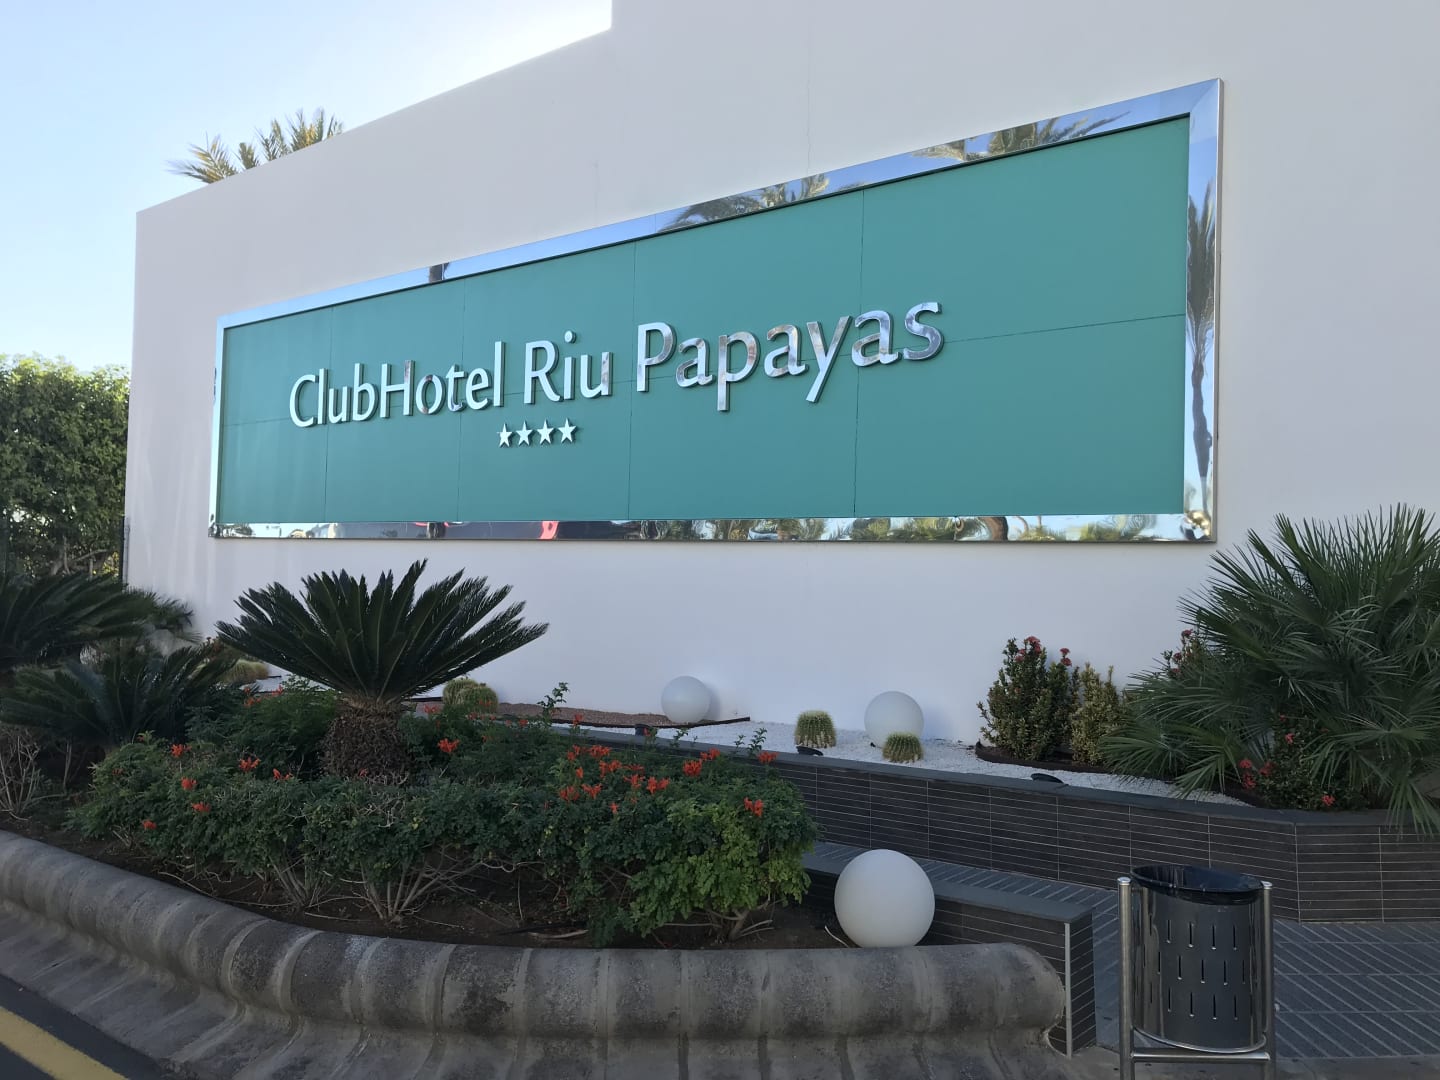 ClubHotel Riu Papayas
★★★★